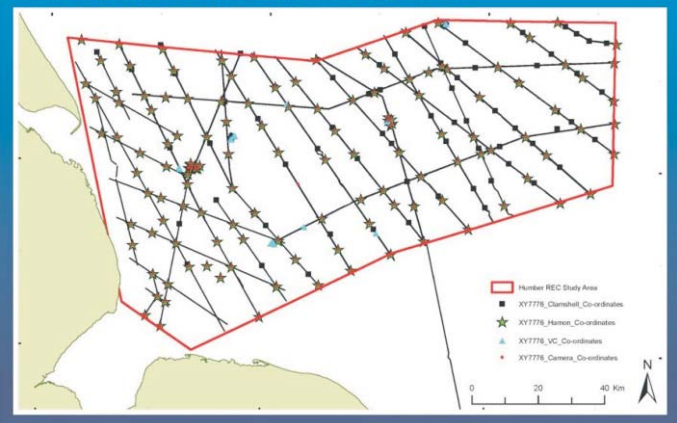 Humber REC Study Area
XY7776_Clamshell_Co-ordinates
XY7776_Hamon_Co-ordinates
XY7776_VC_Co-ordinates
XY7776_Camera_Co-ordinates
N
0 20 40 Km